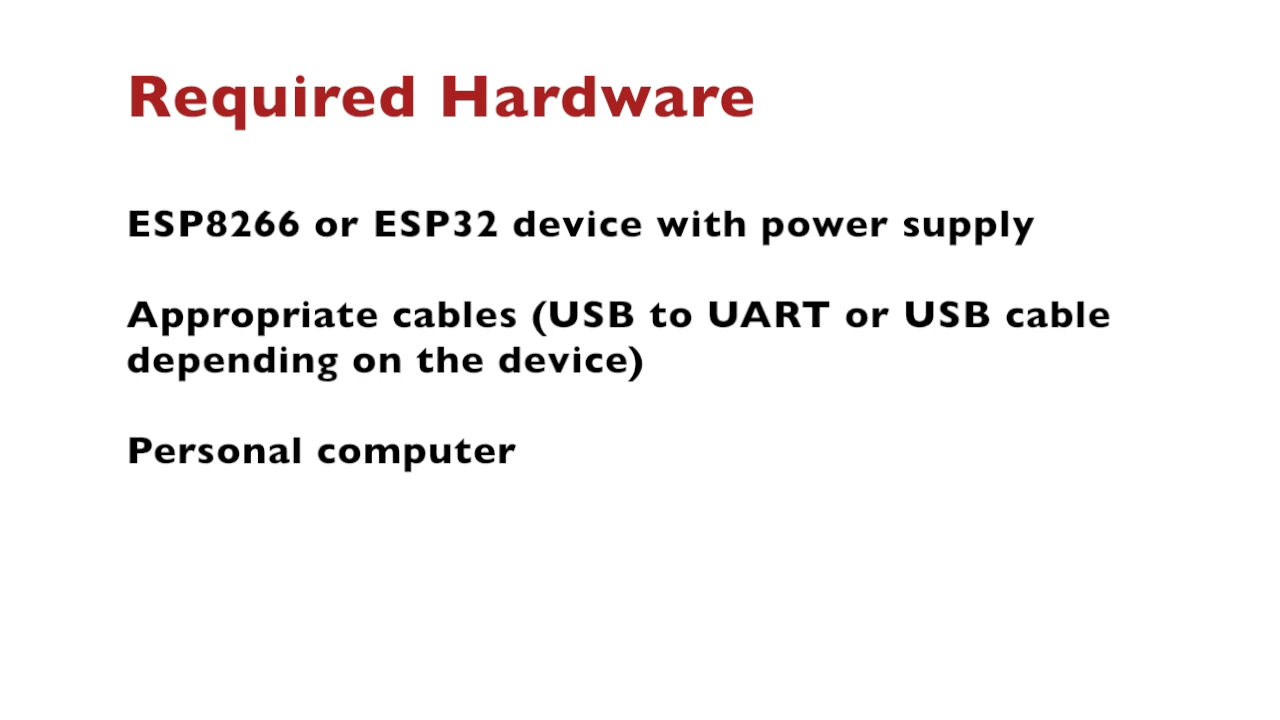 Required Hardware
ESP8266 or ESP32 device with power supply
Appropriate cables (USB to UART or USB cable
depending on the device)
Personal computer